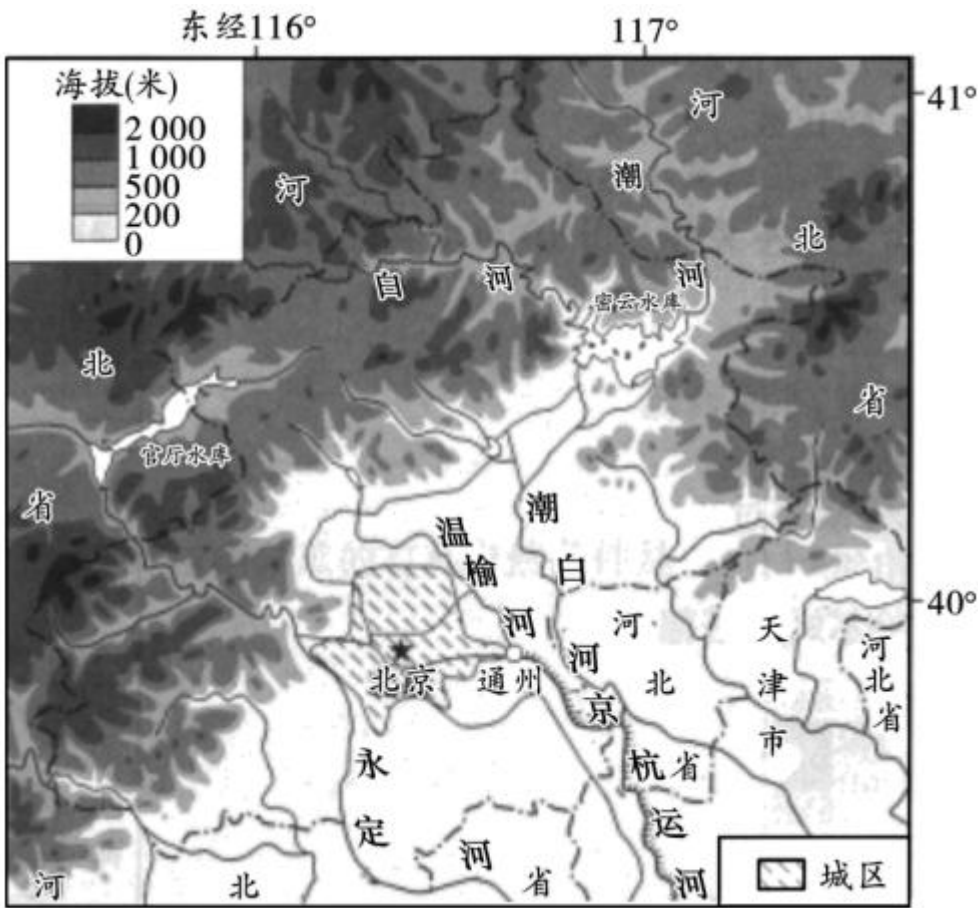 东经116°
117°
41°
40°
海拔(米)
2 000
1 000
500
200
0
河
潮
河
北
白
河
河
密云水库
北
官厅水库
省
省
潮
白
河
温
榆
河
北京
通州
河
北
省
天
津
市
河
北
省
京
杭
运
河
永
定
河
河
北
省
城区